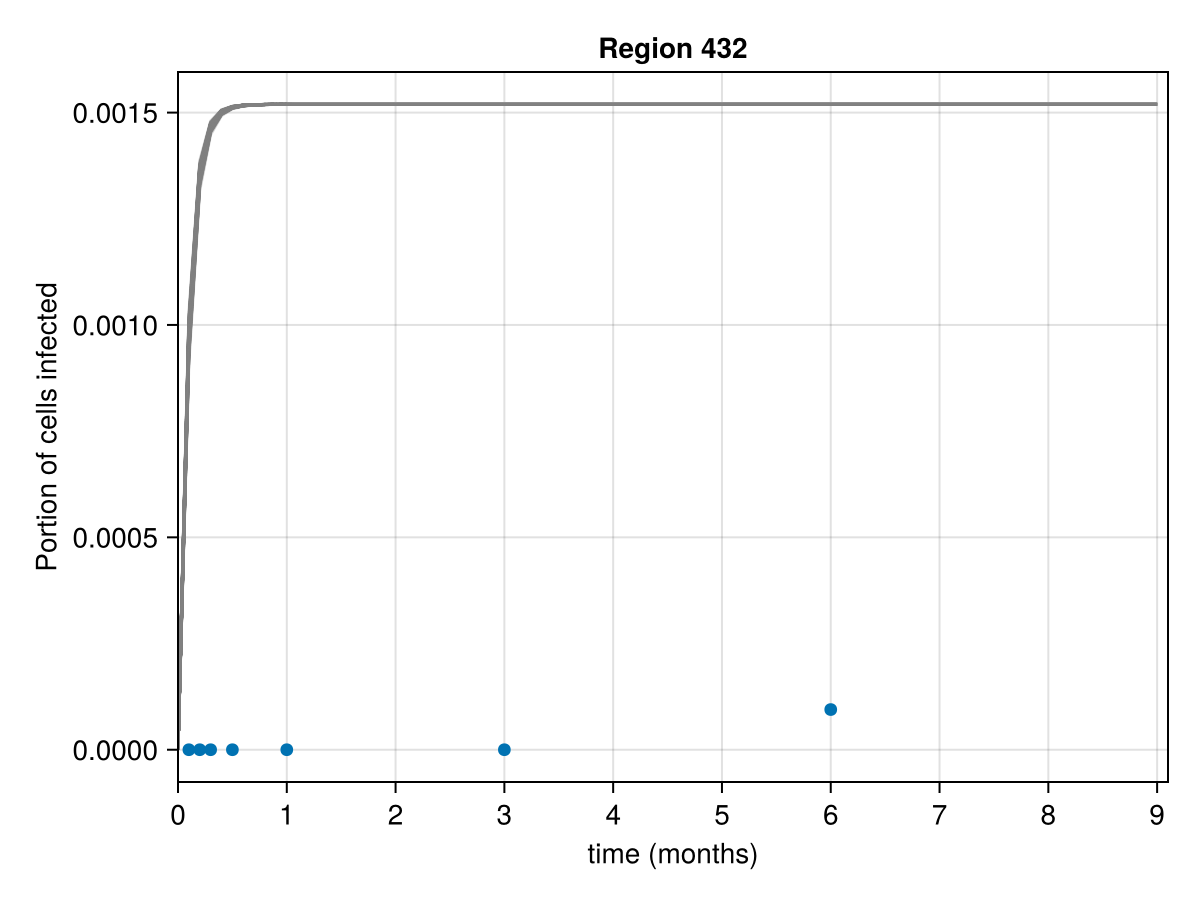 Region 432
Portion of cells infected
0.0015
0.0010
0.0005
0.0000
0 1 2 3 4 5 6 7 8 9
time (months)